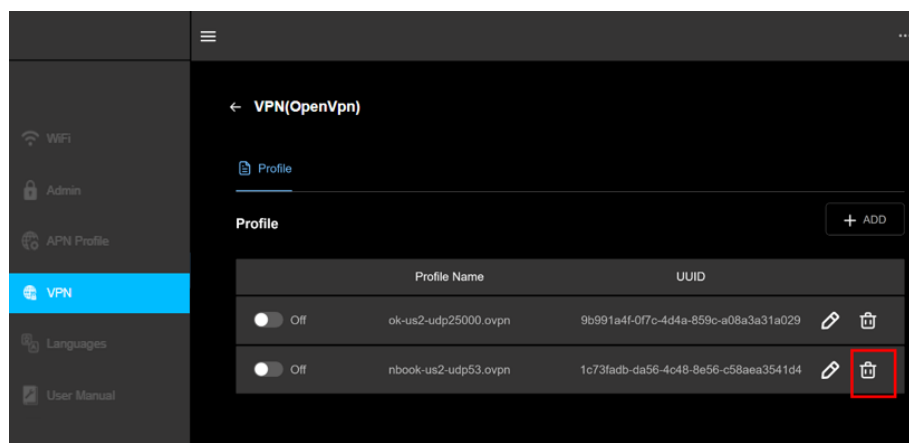 ← VPN(OpenVpn)
WiFi
Admin
APN Profile
VPN
Languages
User Manual
Profile
Profile
+ ADD
Profile Name UUID
Off ok-us2-udp25000.ovpn 9b991a4f-0f7c-4d4a-859c-a08a3a31a029
Off nbook-us2-udp53.ovpn 1c73fadb-da56-4c48-8e56-c58aea3541d4